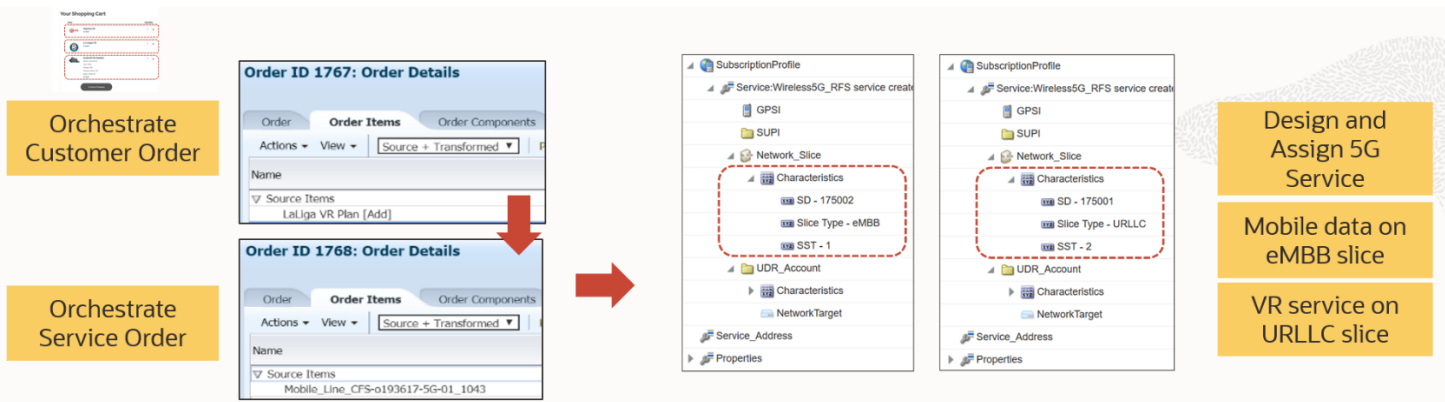 Your Shopping Cart
Orchestrate
Customer Order
Orchestrate
Service Order
Order ID 1767: Order Details
Order Order Items Order Components
Actions View Source + Transformed
Name
Source Items
LaLiga VR Plan [Add]
Order ID 1768: Order Details
Order Order Items Order Components
Actions View Source + Transformed
Name
Source Items
Mobile_Line_CFS-o193617-5G-01_1043
SubscriptionProfile
Service:Wireless5G_RFS service create
GPSI
SUPI
Network_Slice
Characteristics
SD - 175002
Slice Type - eMBB
SST - 1
UDR_Account
Characteristics
NetworkTarget
Service_Address
Properties
SubscriptionProfile
Service:Wireless5G_RFS service create
GPSI
SUPI
Network_Slice
Characteristics
SD - 175001
Slice Type - URLLC
SST - 2
UDR_Account
Characteristics
NetworkTarget
Service_Address
Properties
Design and
Assign 5G
Service
Mobile data on
eMBB slice
VR service on
URLLC slice